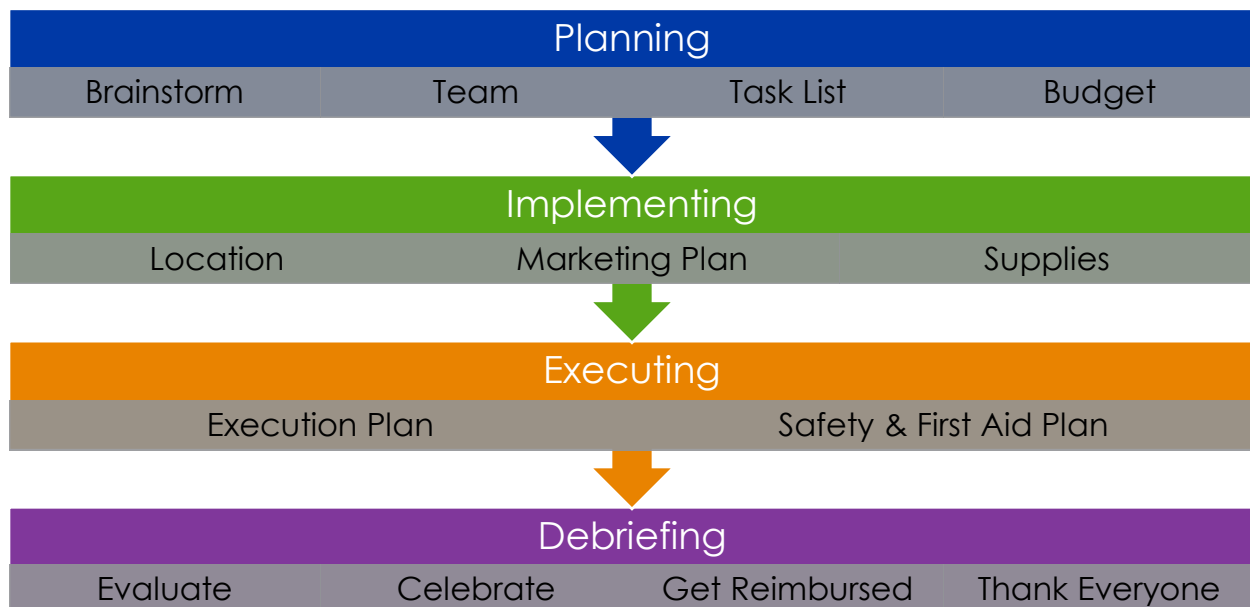 Planning
Brainstorm Team Task List Budget
Implementing
Location Marketing Plan Supplies
Executing
Execution Plan Safety & First Aid Plan
Debriefing
Evaluate Celebrate Get Reimbursed Thank Everyone